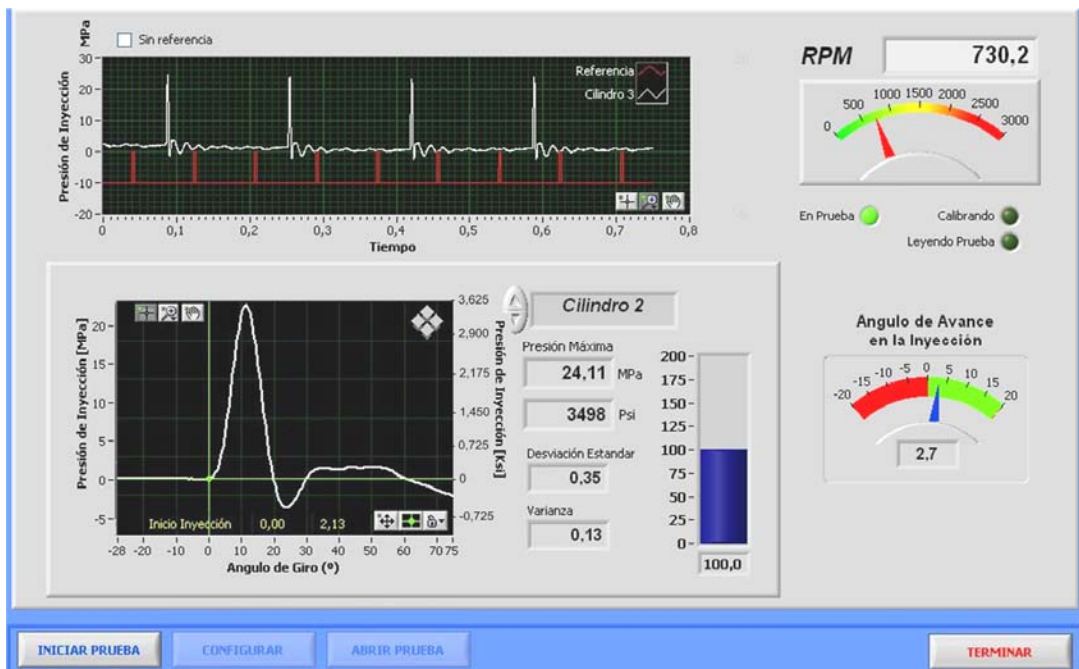 Sin referencia
MPa
Presión de Inyección
30
20
10
0
-10
-20
0 0,1 0,2 0,3 0,4 0,5 0,6 0,7 0,8
Tiempo
Referencia
Cilindro 3
RPM 730,2
0 500 1000 1500 2000 2500 3000
En Prueba
Calibrando
Leyendo Prueba
Presión de Inyección [MPa]
20
15
10
5
0
-5
3,625
2,900
2,175
1,450
0,725
0
-0,725
Presión de Inyección [Ksi]
Inicio Inyección 0,00 2,13
-28 -20 -10 0 10 20 30 40 50 60 70 75
Angulo de Giro (º)
Cilindro 2
Presión Máxima
24,11 MPa
3498 Psi
Desviación Estandar
0,35
Varianza
0,13
200
175
150
125
100
75
50
25
0
100,0
Angulo de Avance
en la Inyección
-20 -15 -10 -5 0 5 10 15 20
2,7
INICIAR PRUEBA
CONFIGURAR
ABRIR PRUEBA
TERMINAR